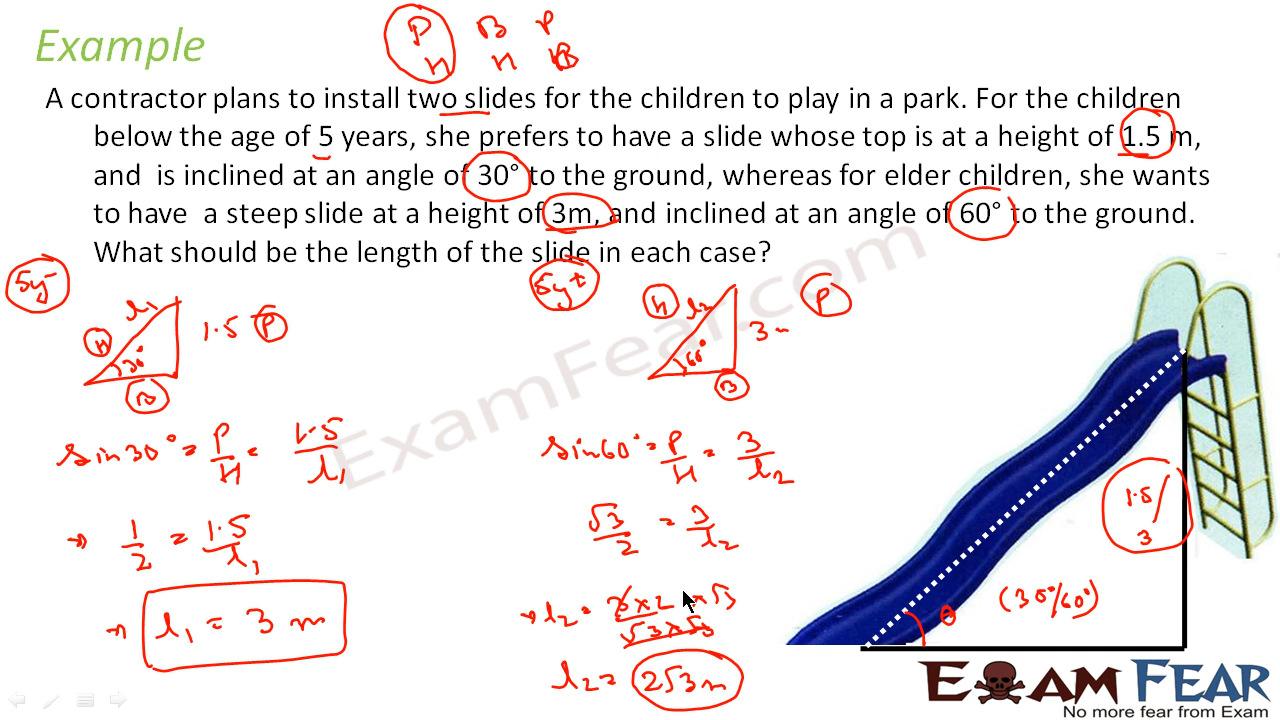 Example
P B P
H H B
A contractor plans to install two slides for the children to play in a park. For the children
below the age of 5 years, she prefers to have a slide whose top is at a height of 1.5 m,
and is inclined at an angle of 30° to the ground, whereas for elder children, she wants
to have a steep slide at a height of 3m, and inclined at an angle of 60° to the ground.
What should be the length of the slide in each case?
5y-
H l₁ 1.5 P
30°
B
sin30° = P/H = 1.5/l₁
→ 1/2 = 1.5/l₁
→ l₁ = 3 m
5y+
H l₂ 3m P
60°
B
sin60° = P/H = 3/l₂
√3/2 = 3/l₂
→ l₂ = 3×2×√3/√3×√3
l₂ = 2√3 m
1.5/
3
θ (30°/60°)
ExamFear.com
EXAM FEAR
No more fear from Exam